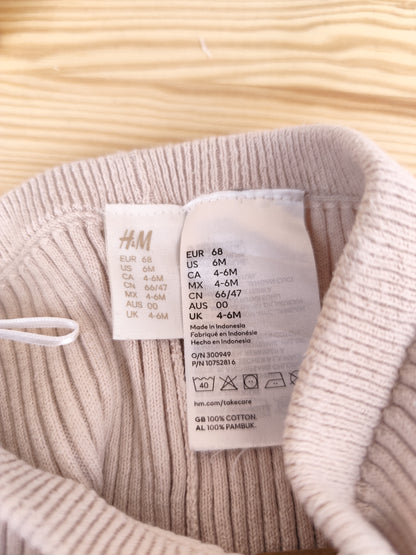 H&M
EUR 68
US 6M
CA 4-6M
CN 66/47
MX 4-6M
AUS 00
UK 4-6M
EUR 68
US 6M
CA 4-6M
MX 4-6M
CN 66/47
AUS 00
UK 4-6M
Made in Indonesia
Fabriqué en Indonésie
Hecho en Indonesia
O/N 300949
P/N 10752816
40
hm.com/takecare
GB 100% COTTON.
AL 100% PAMBUK.